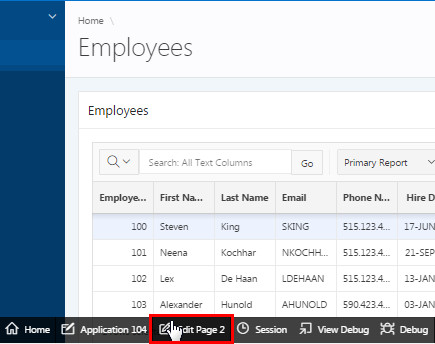 Home \
Employees
Employees
Search: All Text Columns Go Primary Report
Employe... First Na... Last Name Email Phone N... Hire D
100 Steven King SKING 515.123.4... 17-JUN
101 Neena Kochhar NKOCHH... 515.123.4... 21-SEP
102 Lex De Haan LDEHAAN 515.123.4... 13-JAN
103 Alexander Hunold AHUNOLD 590.423.4... 03-JAN
Home Application 104 Edit Page 2 Session View Debug Debug